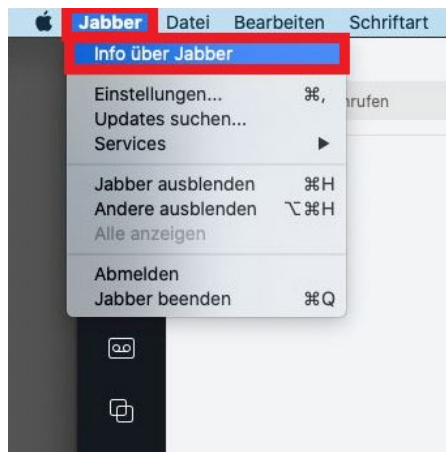 Jabber Datei Bearbeiten Schriftart
Info über Jabber
Einstellungen... ⌘,
Updates suchen...
Services ▶
Jabber ausblenden ⌘H
Andere ausblenden ⌥⌘H
Alle anzeigen
Abmelden
Jabber beenden ⌘Q